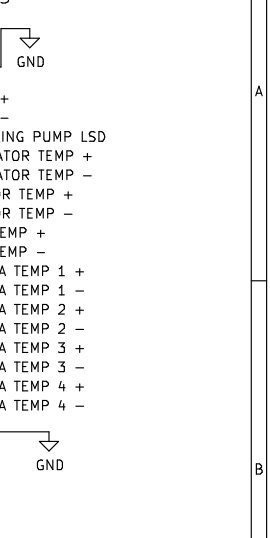 GND
A
+
−
ING PUMP LSD
ATOR TEMP +
ATOR TEMP −
R TEMP +
R TEMP −
EMP +
EMP −
A TEMP 1 +
A TEMP 1 −
A TEMP 2 +
A TEMP 2 −
A TEMP 3 +
A TEMP 3 −
A TEMP 4 +
A TEMP 4 −
GND
B